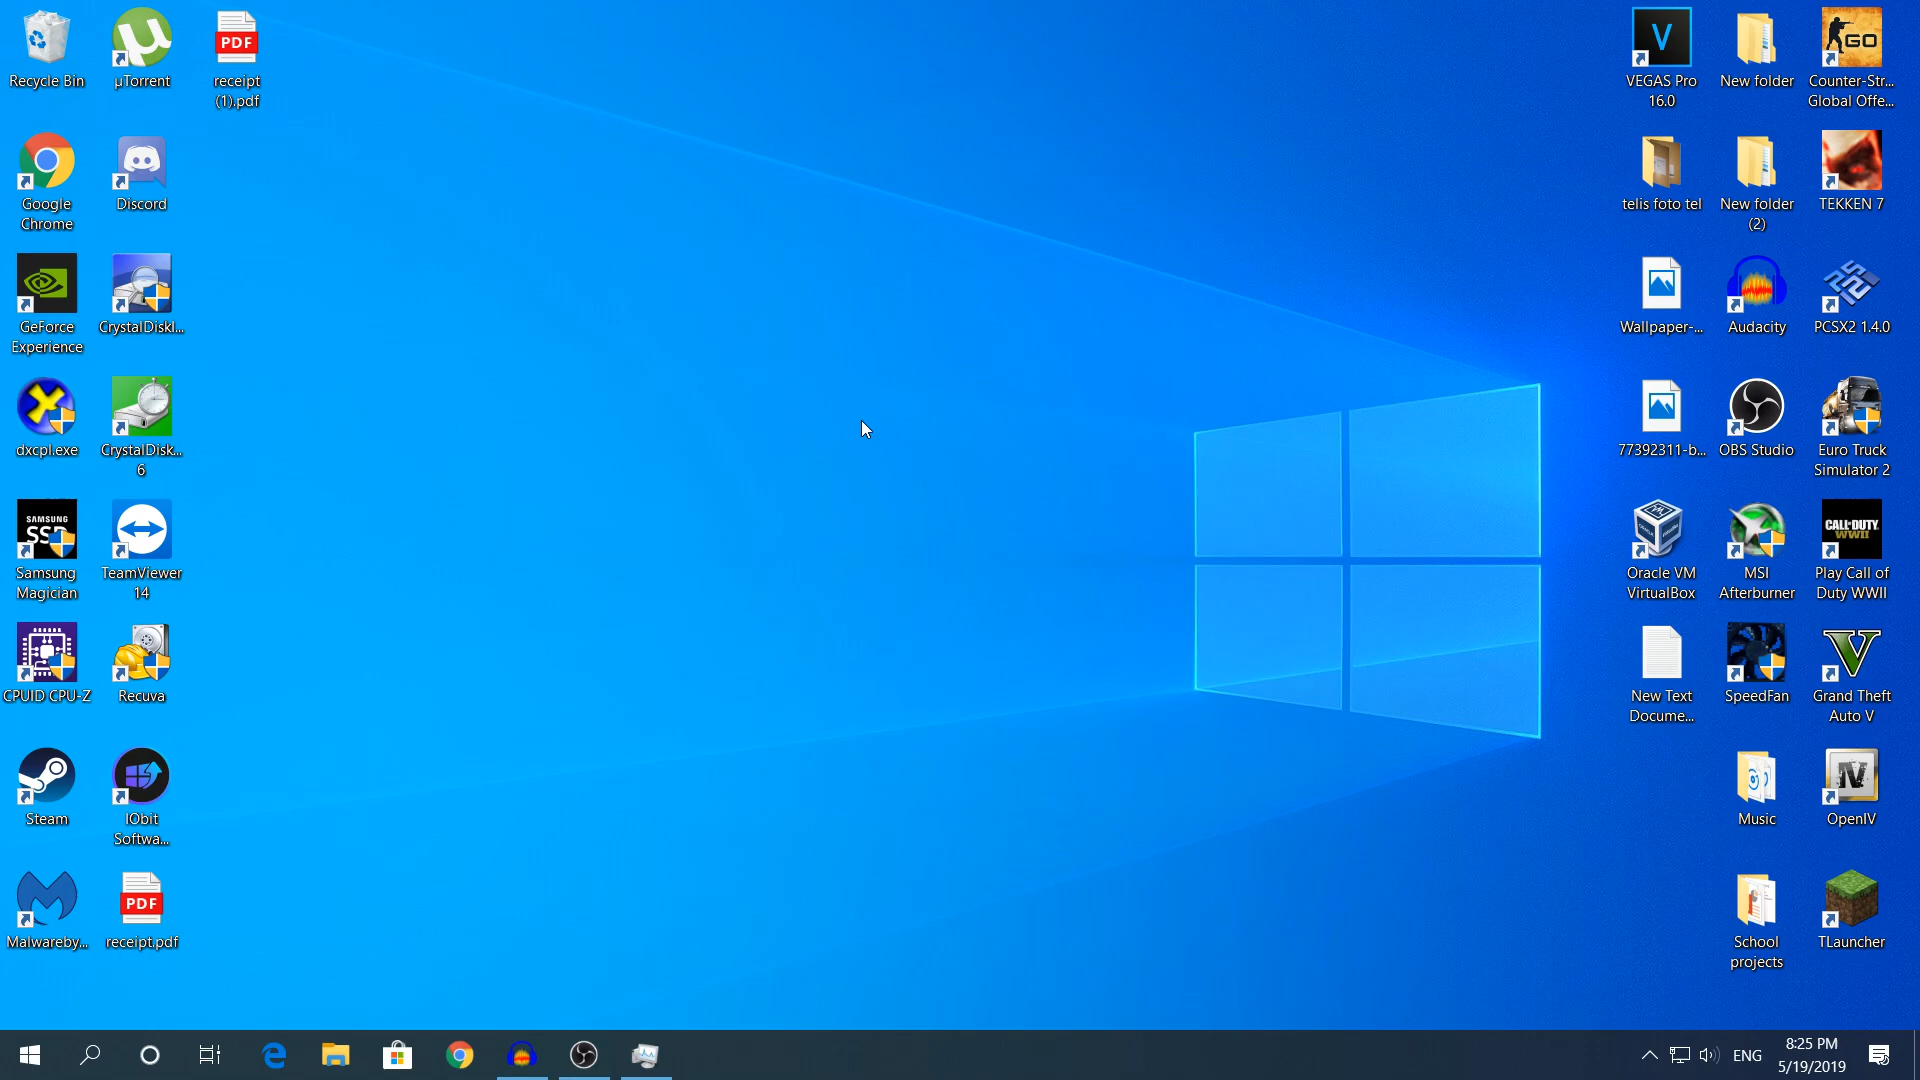 Recycle Bin
µTorrent
PDF
receipt
(1).pdf
Google
Chrome
Discord
GeForce
Experience
CrystalDiskI...
dxcpl.exe
CrystalDisk...
6
SAMSUNG
SSD
Samsung
Magician
TeamViewer
14
CPUID CPU-Z
Recuva
Steam
IObit
Softwa...
Malwareby...
PDF
receipt.pdf
V
VEGAS Pro
16.0
New folder
GO
Counter-Str...
Global Offe...
telis foto tel
New folder
(2)
TEKKEN 7
Wallpaper-...
Audacity
PCSX2 1.4.0
77392311-b...
OBS Studio
Euro Truck
Simulator 2
Oracle VM
VirtualBox
MSI
Afterburner
CALL OF DUTY
WWII
Play Call of
Duty WWII
New Text
Docume...
SpeedFan
V
Grand Theft
Auto V
Music
IV
OpenIV
School
projects
TLauncher
ENG
8:25 PM
5/19/2019